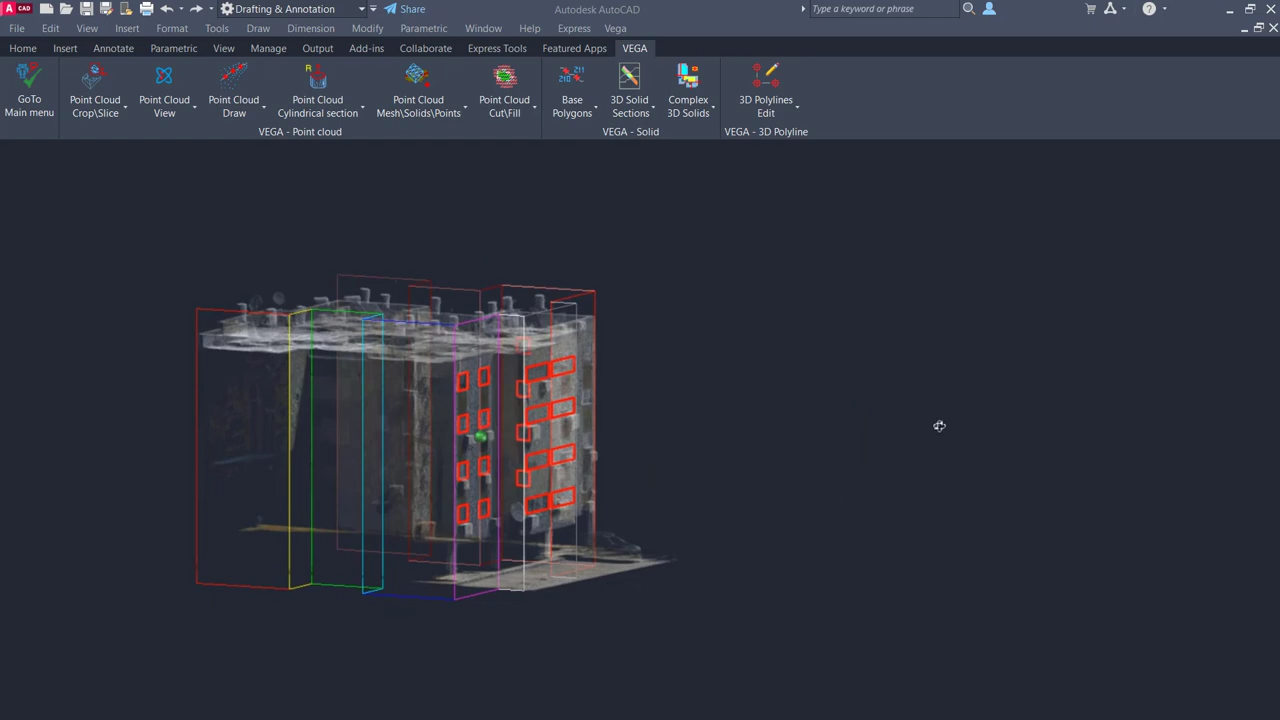 A CAD Drafting & Annotation Share Autodesk AutoCAD Type a keyword or phrase
File Edit View Insert Format Tools Draw Dimension Modify Parametric Window Help Express Vega
Home Insert Annotate Parametric View Manage Output Add-ins Collaborate Express Tools Featured Apps VEGA
R 211 210
GoTo Point Cloud Point Cloud Point Cloud Point Cloud Point Cloud Point Cloud Base 3D Solid Complex 3D Polylines
Main menu Crop\Slice View Draw Cylindrical section Mesh\Solids\Points Cut\Fill Polygons Sections 3D Solids Edit
VEGA - Point cloud VEGA - Solid VEGA - 3D Polyline